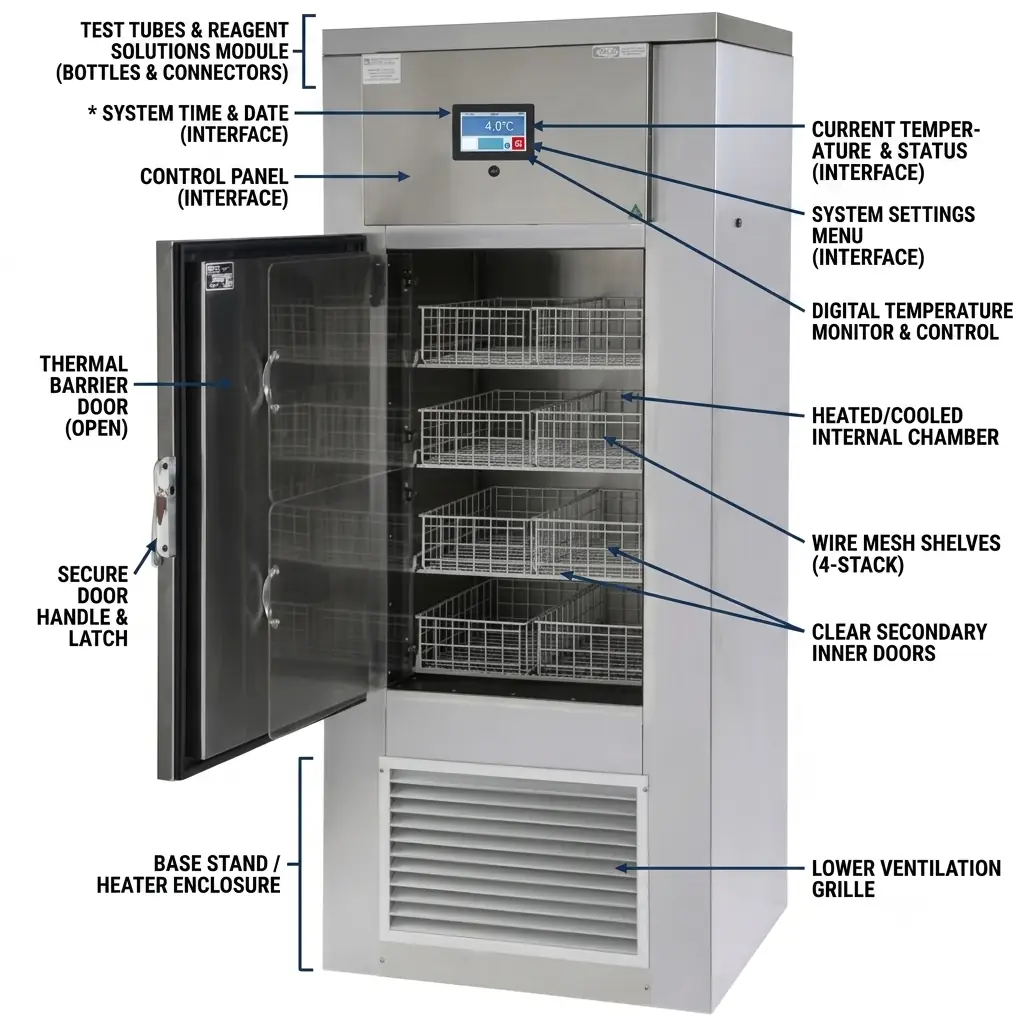 TEST TUBES & REAGENT
SOLUTIONS MODULE
(BOTTLES & CONNECTORS)
* SYSTEM TIME & DATE
(INTERFACE)
CONTROL PANEL
(INTERFACE)
THERMAL
BARRIER
DOOR
(OPEN)
SECURE
DOOR
HANDLE &
LATCH
BASE STAND /
HEATER ENCLOSURE
4.0°C
CURRENT TEMPER-
ATURE & STATUS
(INTERFACE)
SYSTEM SETTINGS
MENU
(INTERFACE)
DIGITAL TEMPERATURE
MONITOR & CONTROL
HEATED/COOLED
INTERNAL CHAMBER
WIRE MESH SHELVES
(4-STACK)
CLEAR SECONDARY
INNER DOORS
LOWER VENTILATION
GRILLE